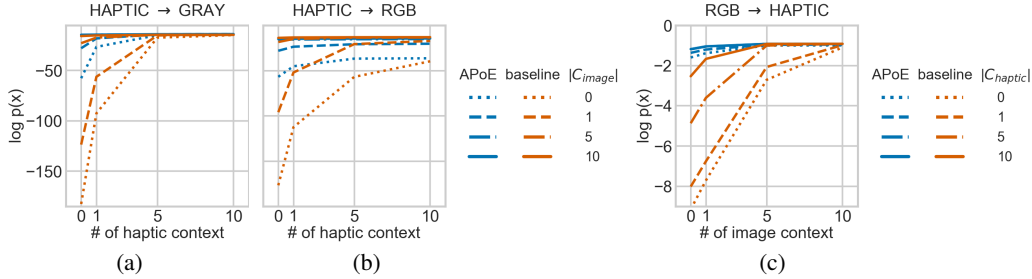 HAPTIC → GRAY
HAPTIC → RGB
RGB → HAPTIC
log p(x)
−50
−100
−150
0 1 5 10
# of haptic context
(a)
0 1 5 10
# of haptic context
(b)
APoE baseline |C_image|
0
1
5
10
log p(x)
0
−2
−4
−6
−8
0 1 5 10
# of image context
(c)
APoE baseline |C_haptic|
0
1
5
10